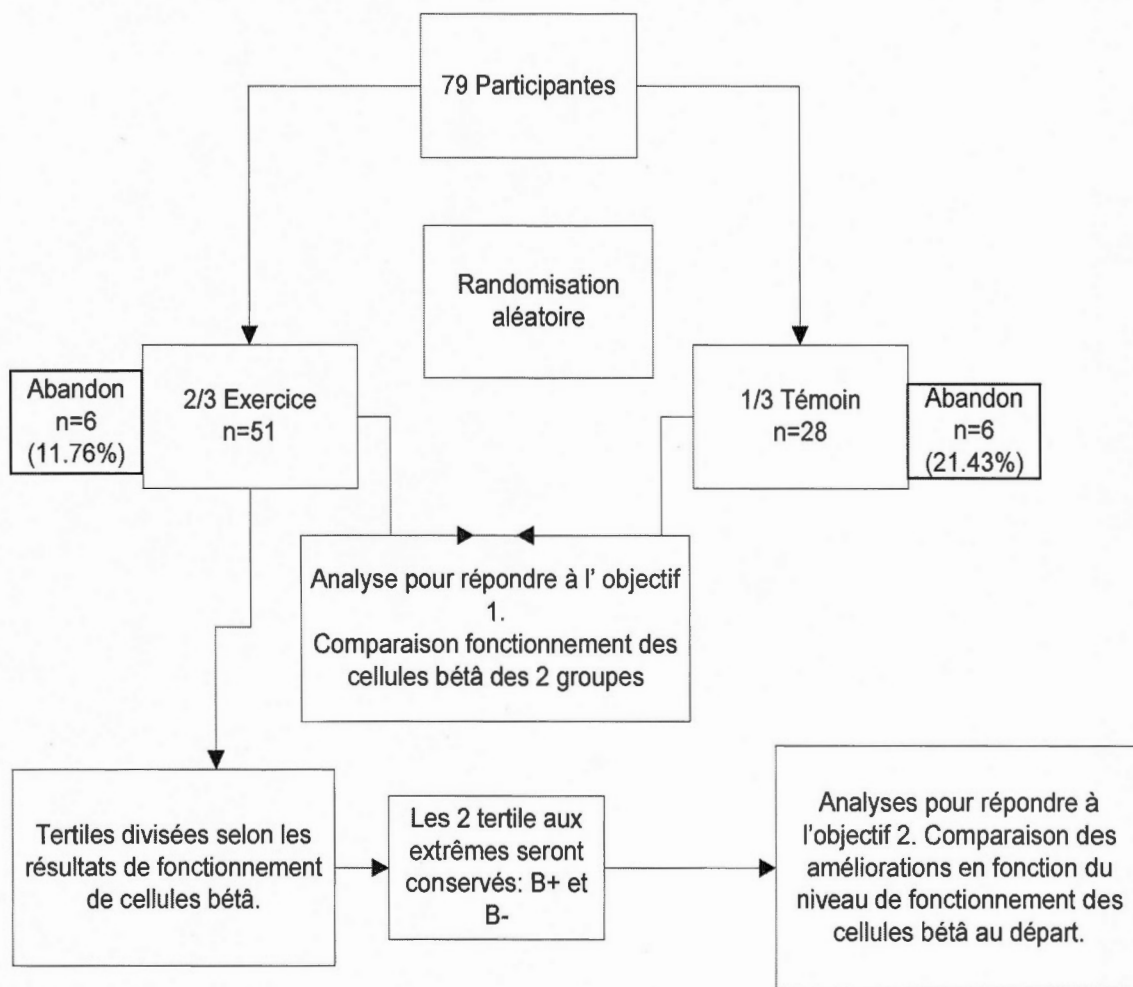 79 Participantes
Randomisation
aléatoire
Abandon
n=6
(11.76%)
2/3 Exercice
n=51
1/3 Témoin
n=28
Abandon
n=6
(21.43%)
Analyse pour répondre à l' objectif
1.
Comparaison fonctionnement des
cellules bétâ des 2 groupes
Tertiles divisées selon les
résultats de fonctionnement
de cellules bétâ.
Les 2 tertile aux
extrêmes seront
conservés: B+ et
B-
Analyses pour répondre à
l'objectif 2. Comparaison des
améliorations en fonction du
niveau de fonctionnement des
cellules bétâ au départ.